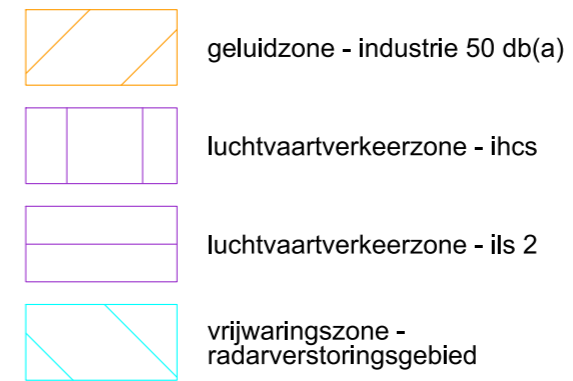 geluidzone - industrie 50 db(a)
luchtvaartverkeerzone - ihcs
luchtvaartverkeerzone - ils 2
vrijwaringszone -
radarverstoringsgebied